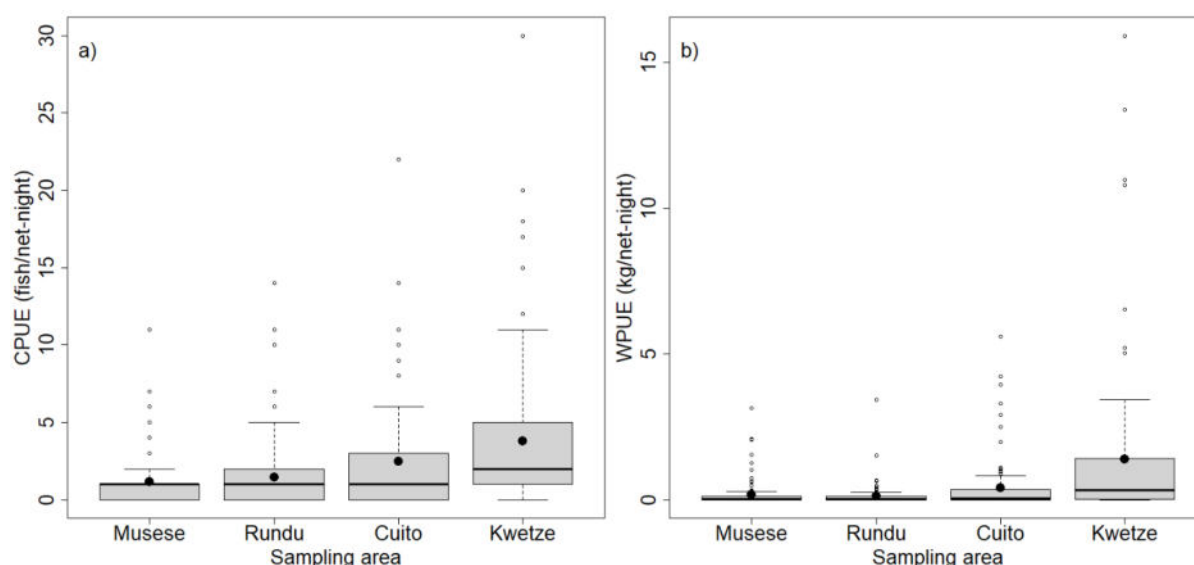 a)
CPUE (fish/net-night)
30
25
20
15
10
5
0
Musese Rundu Cuito Kwetze
Sampling area
b)
WPUE (kg/net-night)
15
10
5
0
Musese Rundu Cuito Kwetze
Sampling area